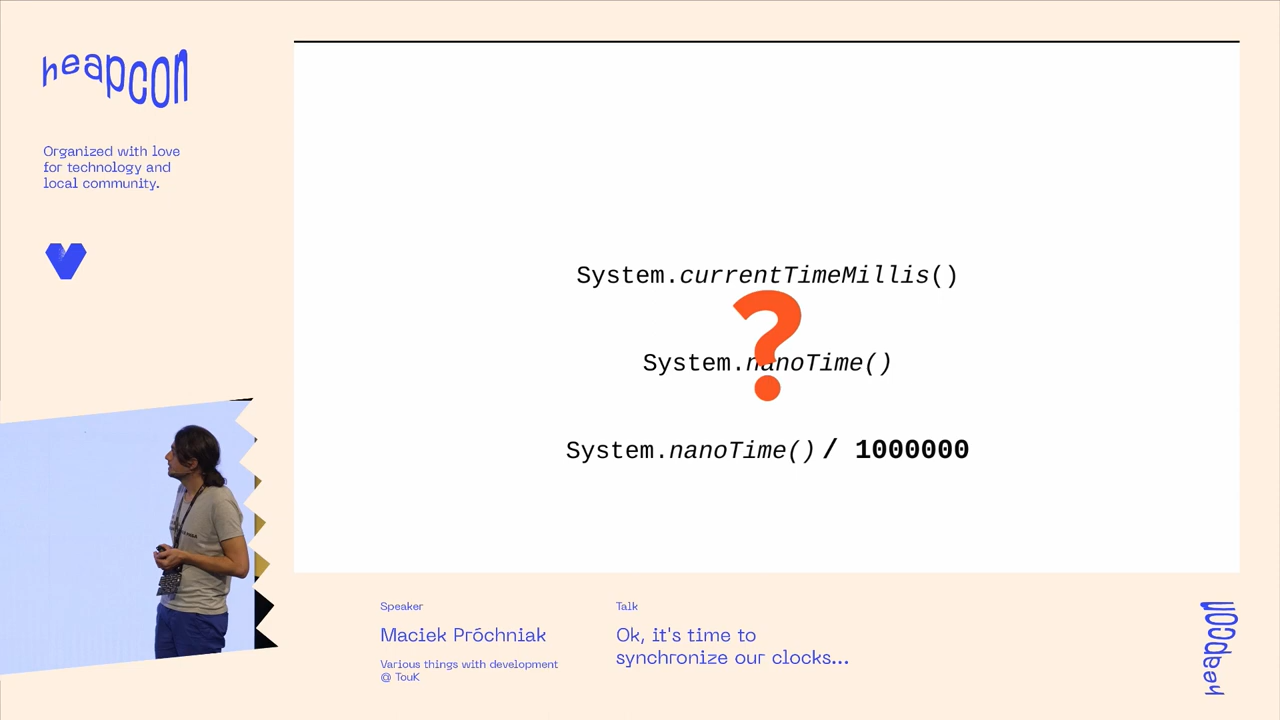 heapcon
Organized with love
for technology and
local community.
System.currentTimeMillis()
?
System.nanoTime()
System.nanoTime() / 1000000
Speaker
Maciek Próchniak
Various things with development
@ TouK
Talk
Ok, it's time to
synchronize our clocks...
heapcon